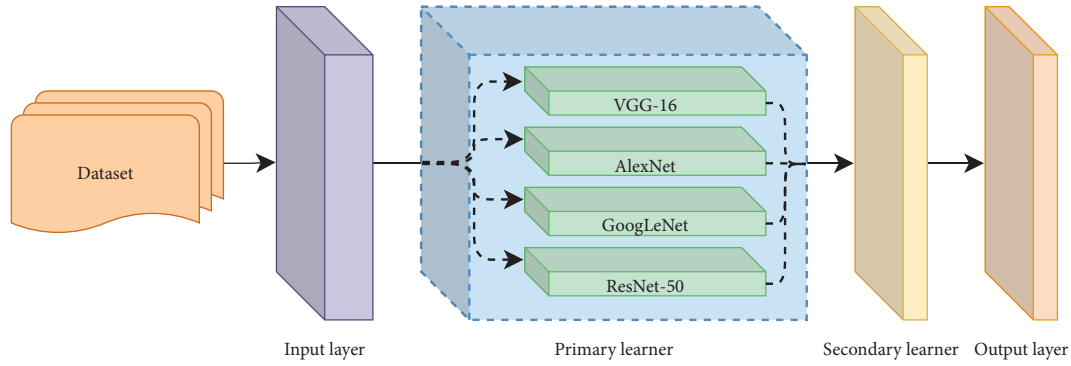 Dataset
VGG-16
AlexNet
GoogLeNet
ResNet-50
Input layer
Primary learner
Secondary learner
Output layer